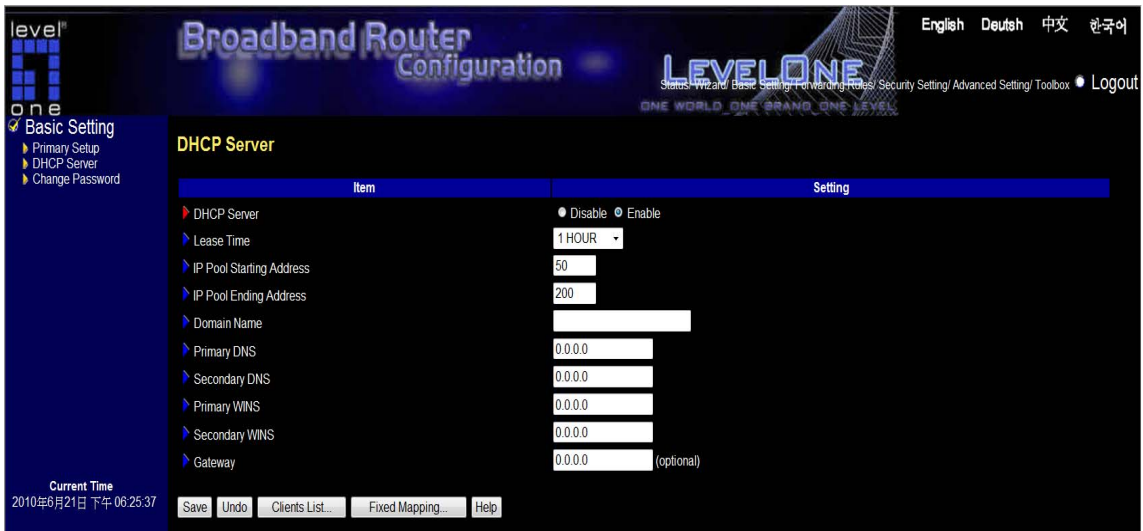 level
one
Broadband Router
Configuration
LEVELONE
ONE WORLD ONE BRAND ONE LEVEL
English Deutsh 中文 한국어
Status/ Wizard/ Basic Setting/ Forwarding Rules/ Security Setting/ Advanced Setting/ Toolbox Logout
Basic Setting
Primary Setup
DHCP Server
Change Password
DHCP Server
Item Setting
DHCP Server Disable Enable
Lease Time 1 HOUR
IP Pool Starting Address 50
IP Pool Ending Address 200
Domain Name
Primary DNS 0.0.0.0
Secondary DNS 0.0.0.0
Primary WINS 0.0.0.0
Secondary WINS 0.0.0.0
Gateway 0.0.0.0 (optional)
Current Time
2010年6月21日 下午 06:25:37
Save Undo Clients List... Fixed Mapping... Help